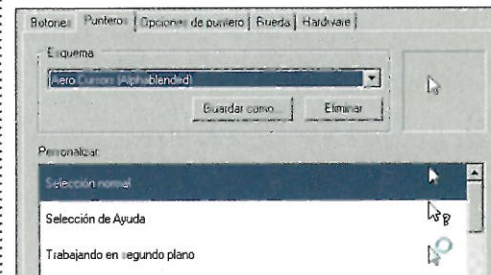 Botones Punteros Opciones de puntero Rueda Hardware
Esquema
Aero Cursors (Alphablended)
Guardar como... Eliminar
Personalizar:
Selección normal
Selección de Ayuda
Trabajando en segundo plano